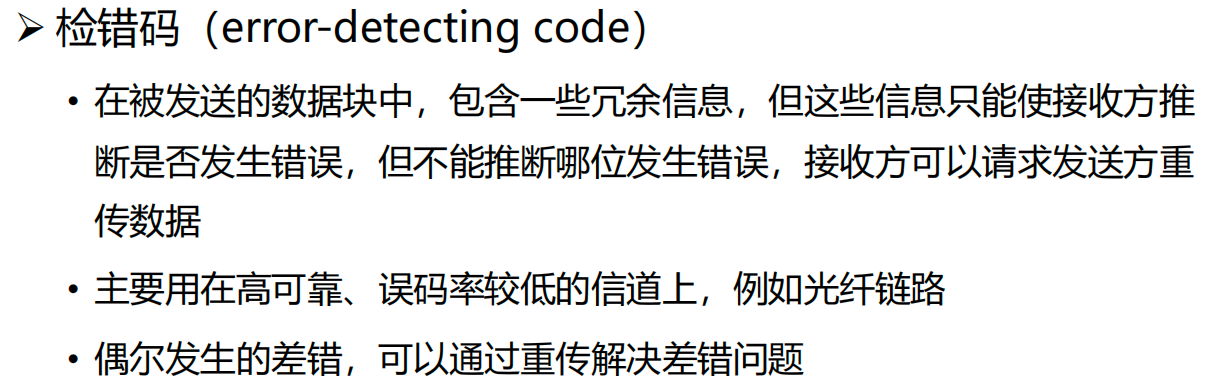 ➢ 检错码（error-detecting code）
• 在被发送的数据块中，包含一些冗余信息，但这些信息只能使接收方推
断是否发生错误，但不能推断哪位发生错误，接收方可以请求发送方重
传数据
• 主要用在高可靠、误码率较低的信道上，例如光纤链路
• 偶尔发生的差错，可以通过重传解决差错问题